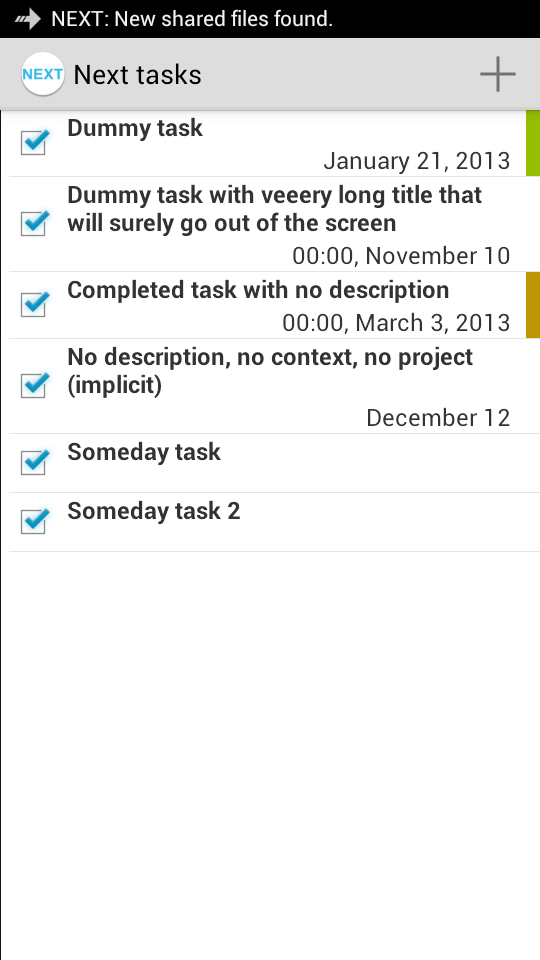 NEXT: New shared files found.
NEXT Next tasks
Dummy task
January 21, 2013
Dummy task with veeery long title that
will surely go out of the screen
00:00, November 10
Completed task with no description
00:00, March 3, 2013
No description, no context, no project
(implicit)
December 12
Someday task
Someday task 2